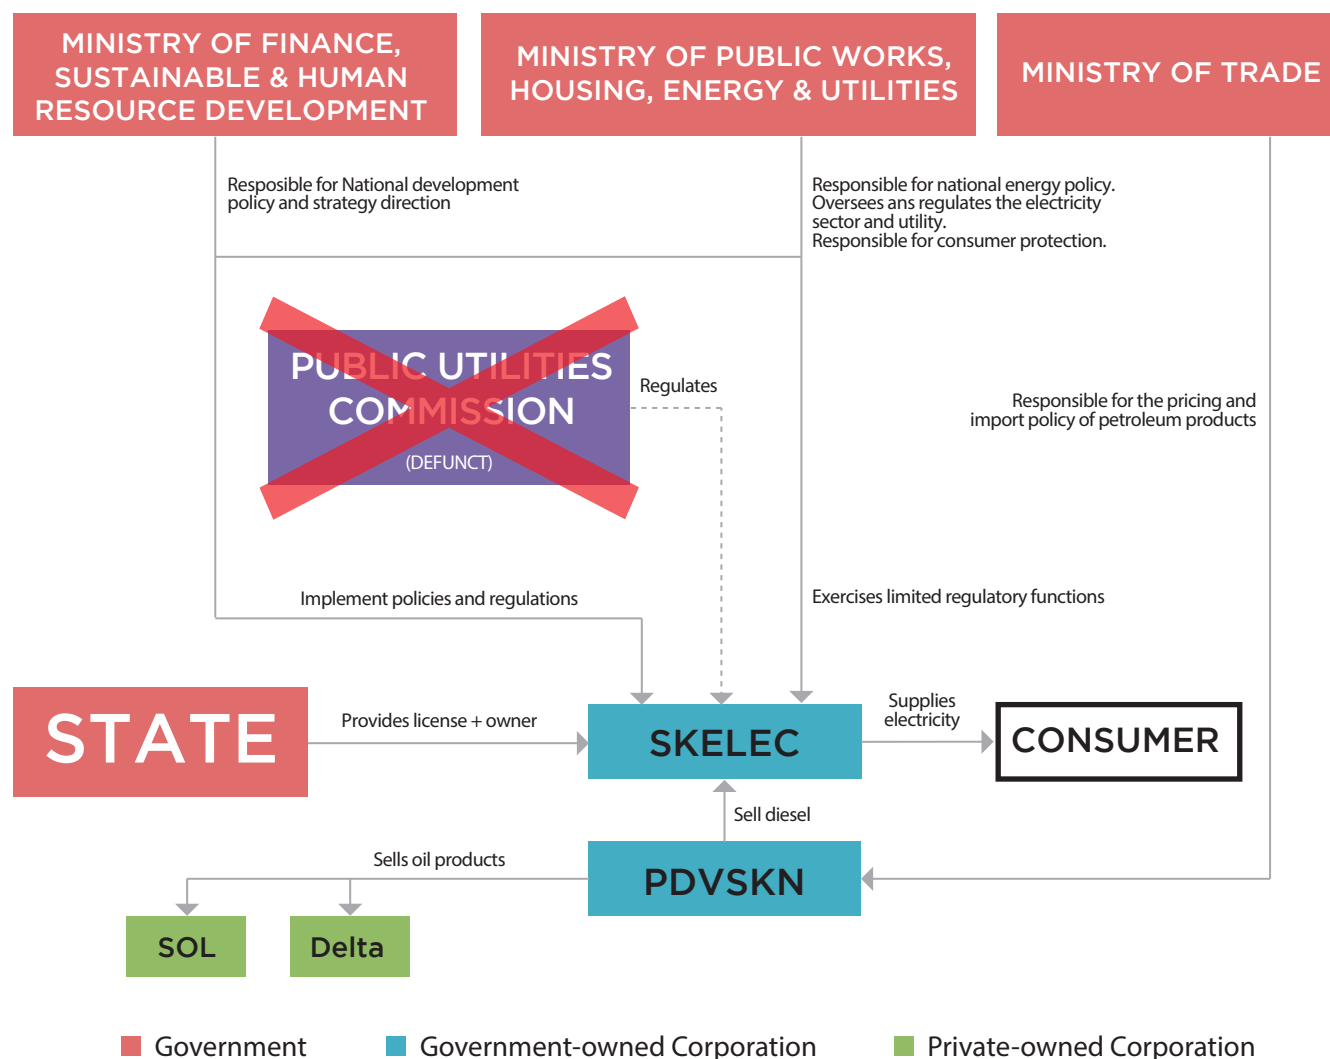 MINISTRY OF FINANCE,
SUSTAINABLE & HUMAN
RESOURCE DEVELOPMENT
MINISTRY OF PUBLIC WORKS,
HOUSING, ENERGY & UTILITIES
MINISTRY OF TRADE
Resposible for National development
policy and strategy direction
Responsible for national energy policy.
Oversees ans regulates the electricity
sector and utility.
Responsible for consumer protection.
PUBLIC UTILITIES
COMMISSION
(DEFUNCT)
Regulates
Responsible for the pricing and
import policy of petroleum products
Implement policies and regulations
Exercises limited regulatory functions
STATE
Provides license + owner
SKELEC
Supplies
electricity
CONSUMER
Sell diesel
Sells oil products
PDVSKN
SOL
Delta
Government
Government-owned Corporation
Private-owned Corporation